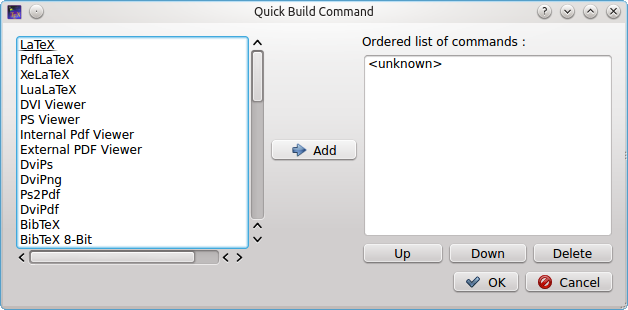 Quick Build Command
LaTeX
PdfLaTeX
XeLaTeX
LuaLaTeX
DVI Viewer
PS Viewer
Internal Pdf Viewer
External PDF Viewer
DviPs
DviPng
Ps2Pdf
DviPdf
BibTeX
BibTeX 8-Bit
Add
Ordered list of commands :
<unknown>
Up Down Delete
OK Cancel